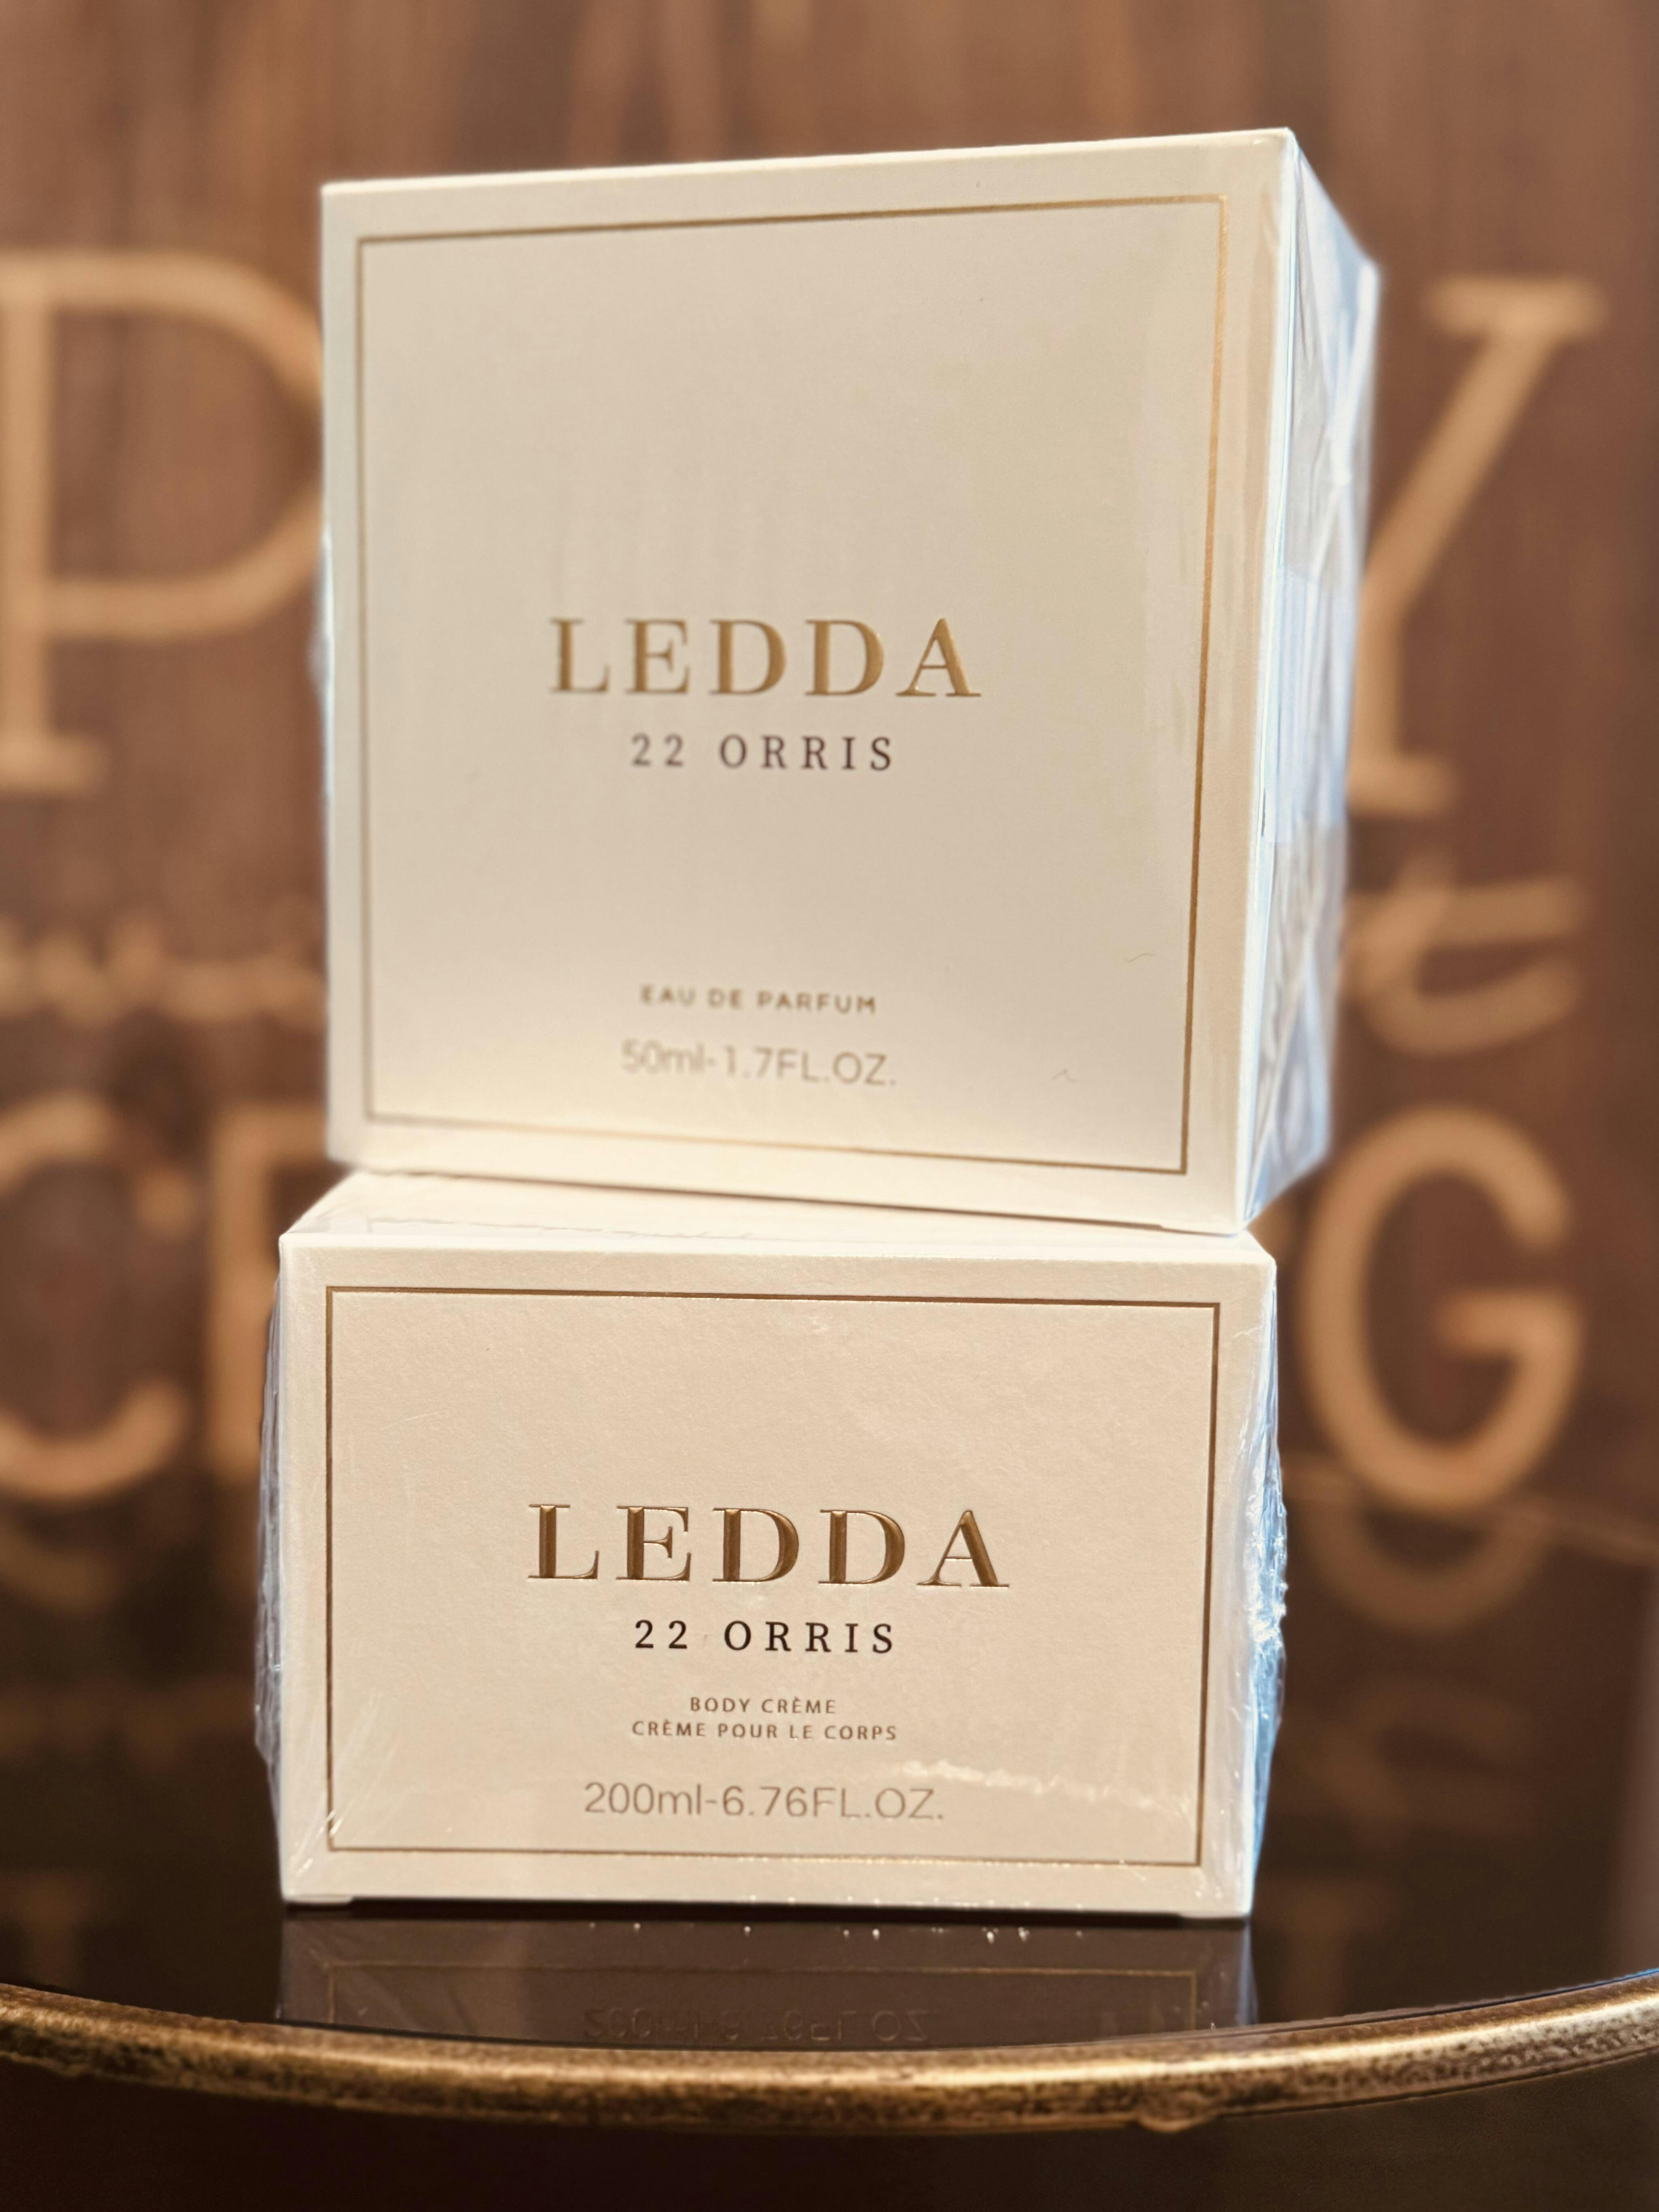 LEDDA
22 ORRIS
EAU DE PARFUM
50ml-1.7FL.OZ.
LEDDA
22 ORRIS
BODY CRÈME
CRÈME POUR LE CORPS
200ml-6.76FL.OZ.